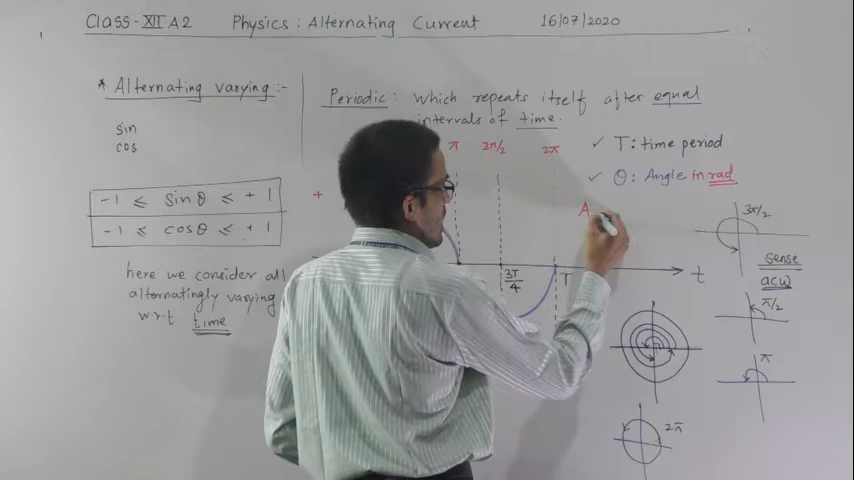 CLASS-XII A2 Physics: Alternating Current 16/07/2020
* Alternating varying :-
sin
cos
-1 ≤ sinθ ≤ +1
-1 ≤ cosθ ≤ +1
here we consider all
alternatingly varying
w.r.t time
Periodic: Which repeats itself after equal
intervals of time.
π 3π/2 2π
✓ T: time period
✓ θ: Angle in rad
A
+
3T/4 T t
3π/2
sense
acw
π/2
π
2π